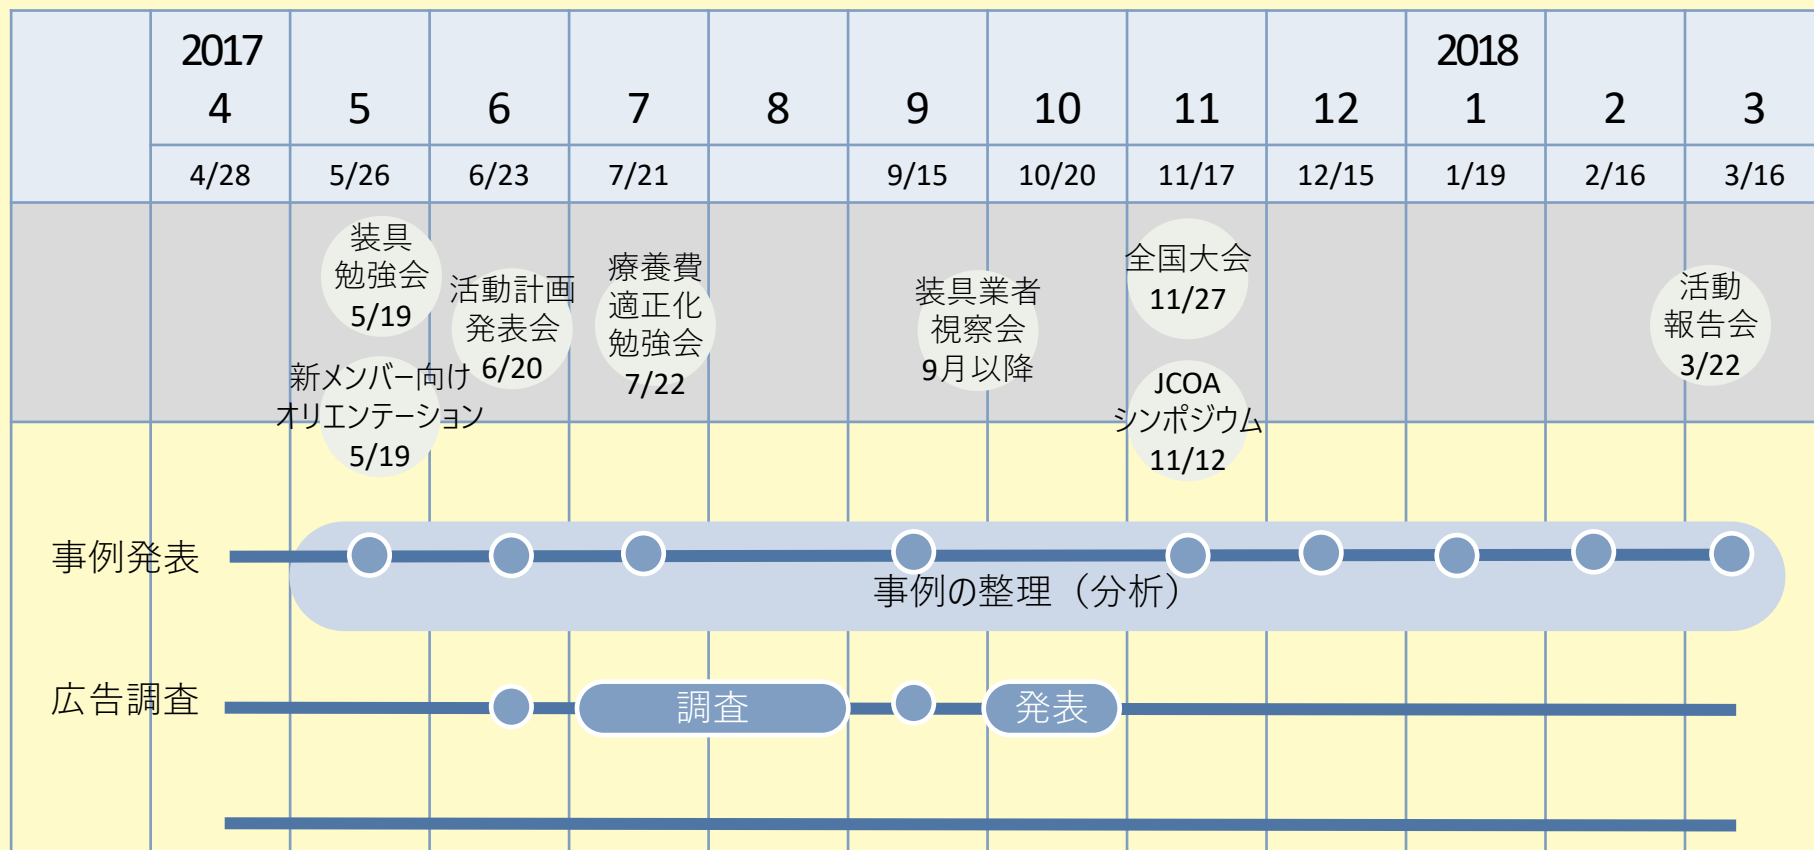 2017
2018
4
5
6
7
8
9
10
11
12
1
2
3
4/28
5/26
6/23
7/21
9/15
10/20
11/17
12/15
1/19
2/16
3/16
装具
勉強会
5/19
新メンバー向け
オリエンテーション
5/19
活動計画
発表会
6/20
療養費
適正化
勉強会
7/22
装具業者
視察会
9月以降
全国大会
11/27
JCOA
シンポジウム
11/12
活動
報告会
3/22
事例発表
事例の整理（分析）
広告調査
調査
発表